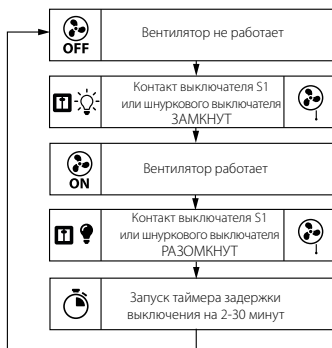 OFF
Вентилятор не работает
Контакт выключателя S1
или шнуркового выключателя
ЗАМКНУТ
ON
Вентилятор работает
Контакт выключателя S1
или шнуркового выключателя
РАЗОМКНУТ
Запуск таймера задержки
выключения на 2-30 минут